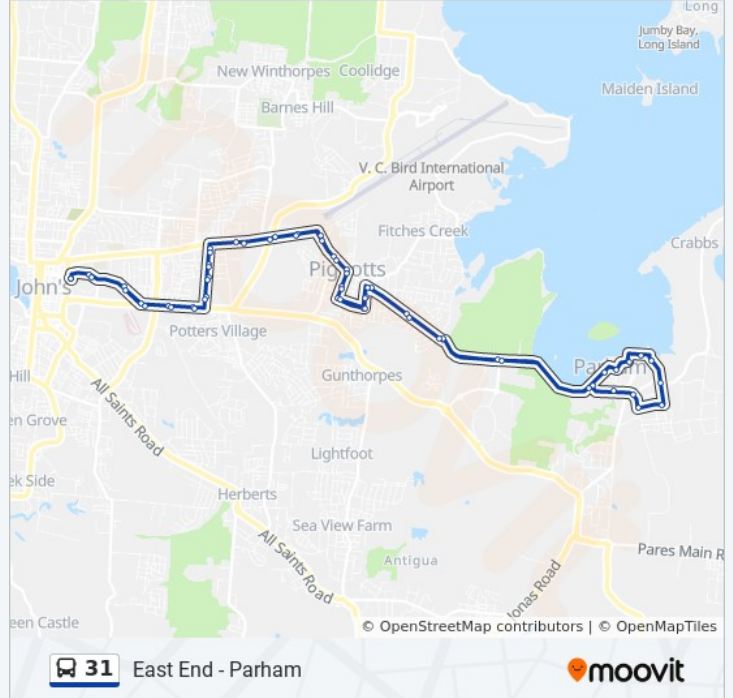 Long
Jumby Bay,
Long Island
New Winthorpes
Coolidge
Maiden Island
Barnes Hill
V. C. Bird International
Airport
Fitches Creek
Crabbs
Piggotts
John's
Potters Village
Parham
Hill
Gunthorpes
en Grove
All Saints Road
Lightfoot
ek Side
Herberts
Sea View Farm
All Saints Road
Antigua
Pares Main R
Jonas Road
een Castle
© OpenStreetMap contributors | © OpenMapTiles
31 East End - Parham
moovit